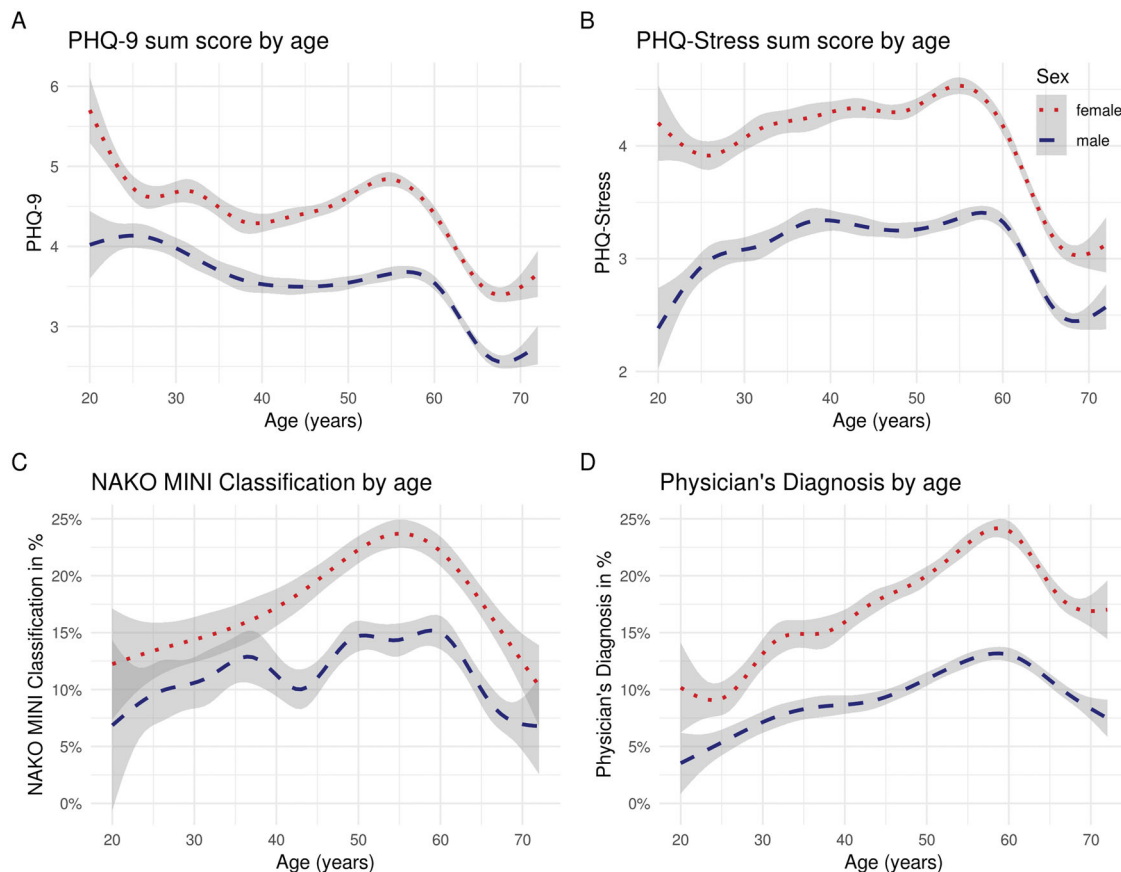 A
PHQ-9 sum score by age
PHQ-9
6
5
4
3
20 30 40 50 60 70
Age (years)
B
PHQ-Stress sum score by age
PHQ-Stress
4
3
2
20 30 40 50 60 70
Age (years)
Sex
female
male
C
NAKO MINI Classification by age
NAKO MINI Classification in %
25%
20%
15%
10%
5%
0%
20 30 40 50 60 70
Age (years)
D
Physician's Diagnosis by age
Physician's Diagnosis in %
25%
20%
15%
10%
5%
0%
20 30 40 50 60 70
Age (years)